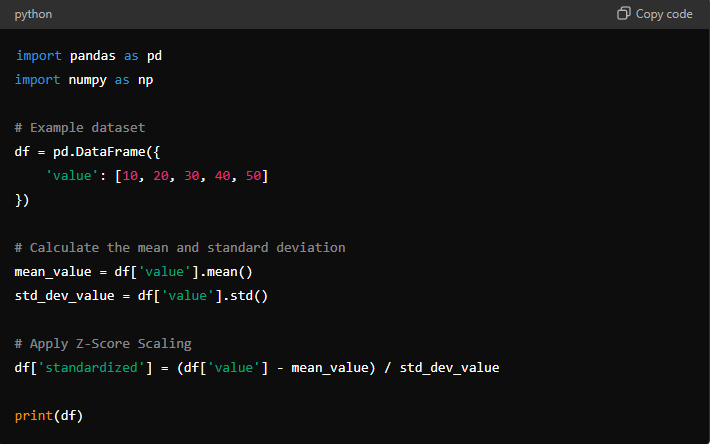 python
Copy code
import pandas as pd
import numpy as np
# Example dataset
df = pd.DataFrame({
    'value': [10, 20, 30, 40, 50]
})
# Calculate the mean and standard deviation
mean_value = df['value'].mean()
std_dev_value = df['value'].std()
# Apply Z-Score Scaling
df['standardized'] = (df['value'] - mean_value) / std_dev_value
print(df)